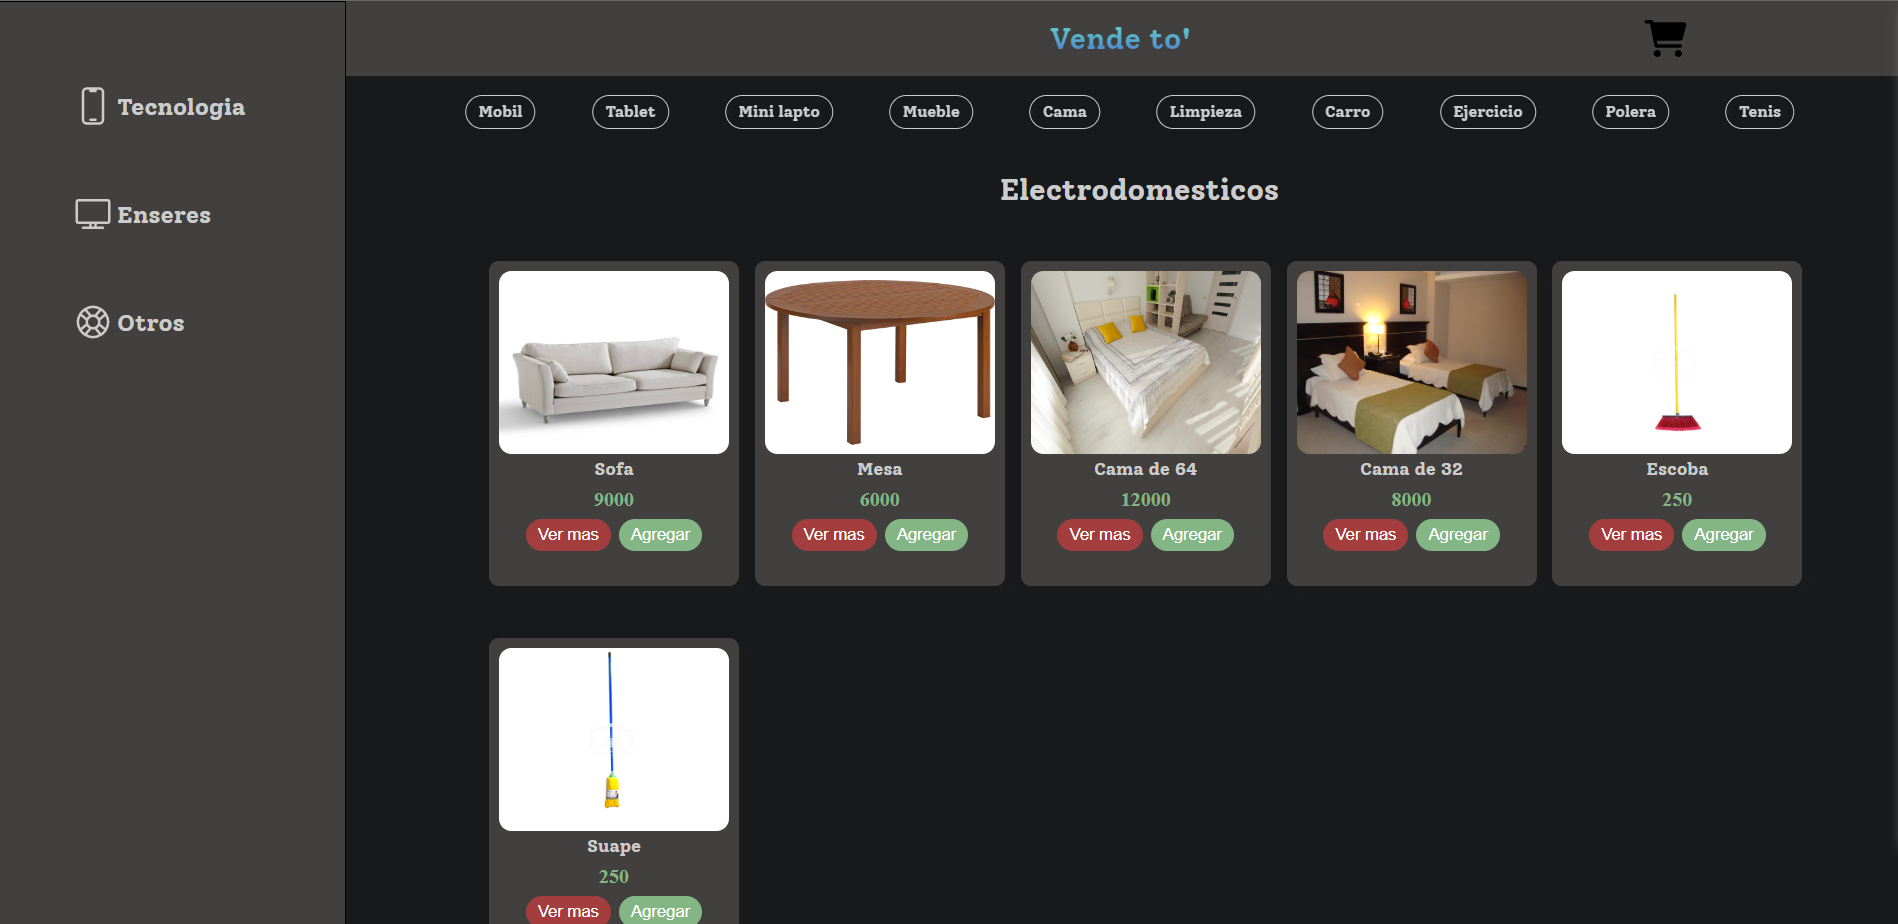 Vende to'
Tecnologia
Enseres
Otros
Mobil Tablet Mini lapto Mueble Cama Limpieza Carro Ejercicio Polera Tenis
Electrodomesticos
Sofa
9000
Ver mas Agregar
Mesa
6000
Ver mas Agregar
Cama de 64
12000
Ver mas Agregar
Cama de 32
8000
Ver mas Agregar
Escoba
250
Ver mas Agregar
Suape
250
Ver mas Agregar